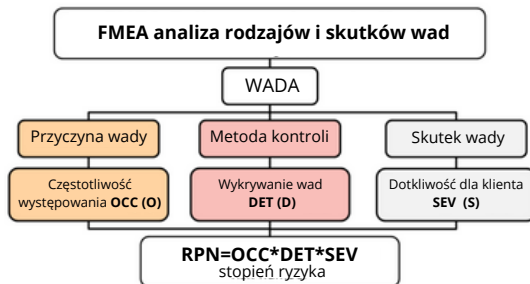 FMEA analiza rodzajów i skutków wad
WADA
Przyczyna wady
Metoda kontroli
Skutek wady
Częstotliwość
występowania OCC (O)
Wykrywanie wad
DET (D)
Dotkliwość dla klienta
SEV (S)
RPN=OCC*DET*SEV
stopień ryzyka